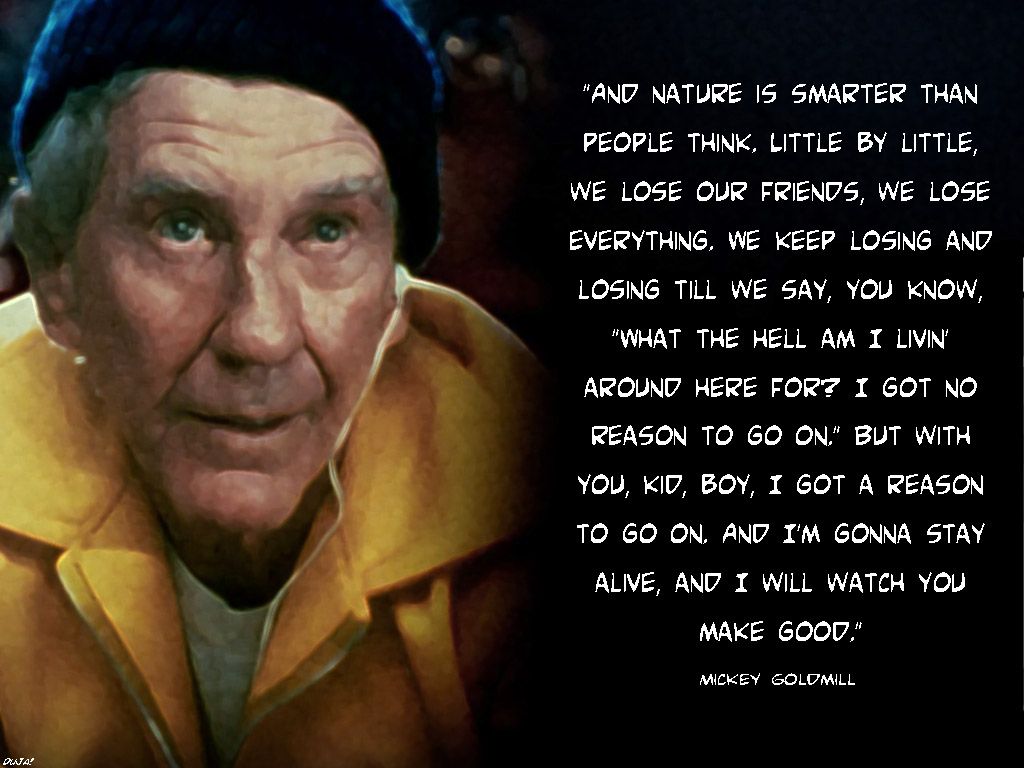 "AND NATURE IS SMARTER THAN
PEOPLE THINK. LITTLE BY LITTLE,
WE LOSE OUR FRIENDS, WE LOSE
EVERYTHING. WE KEEP LOSING AND
LOSING TILL WE SAY, YOU KNOW,
"WHAT THE HELL AM I LIVIN'
AROUND HERE FOR? I GOT NO
REASON TO GO ON." BUT WITH
YOU, KID, BOY, I GOT A REASON
TO GO ON. AND I'M GONNA STAY
ALIVE, AND I WILL WATCH YOU
MAKE GOOD."
MICKEY GOLDMILL
DUJA!